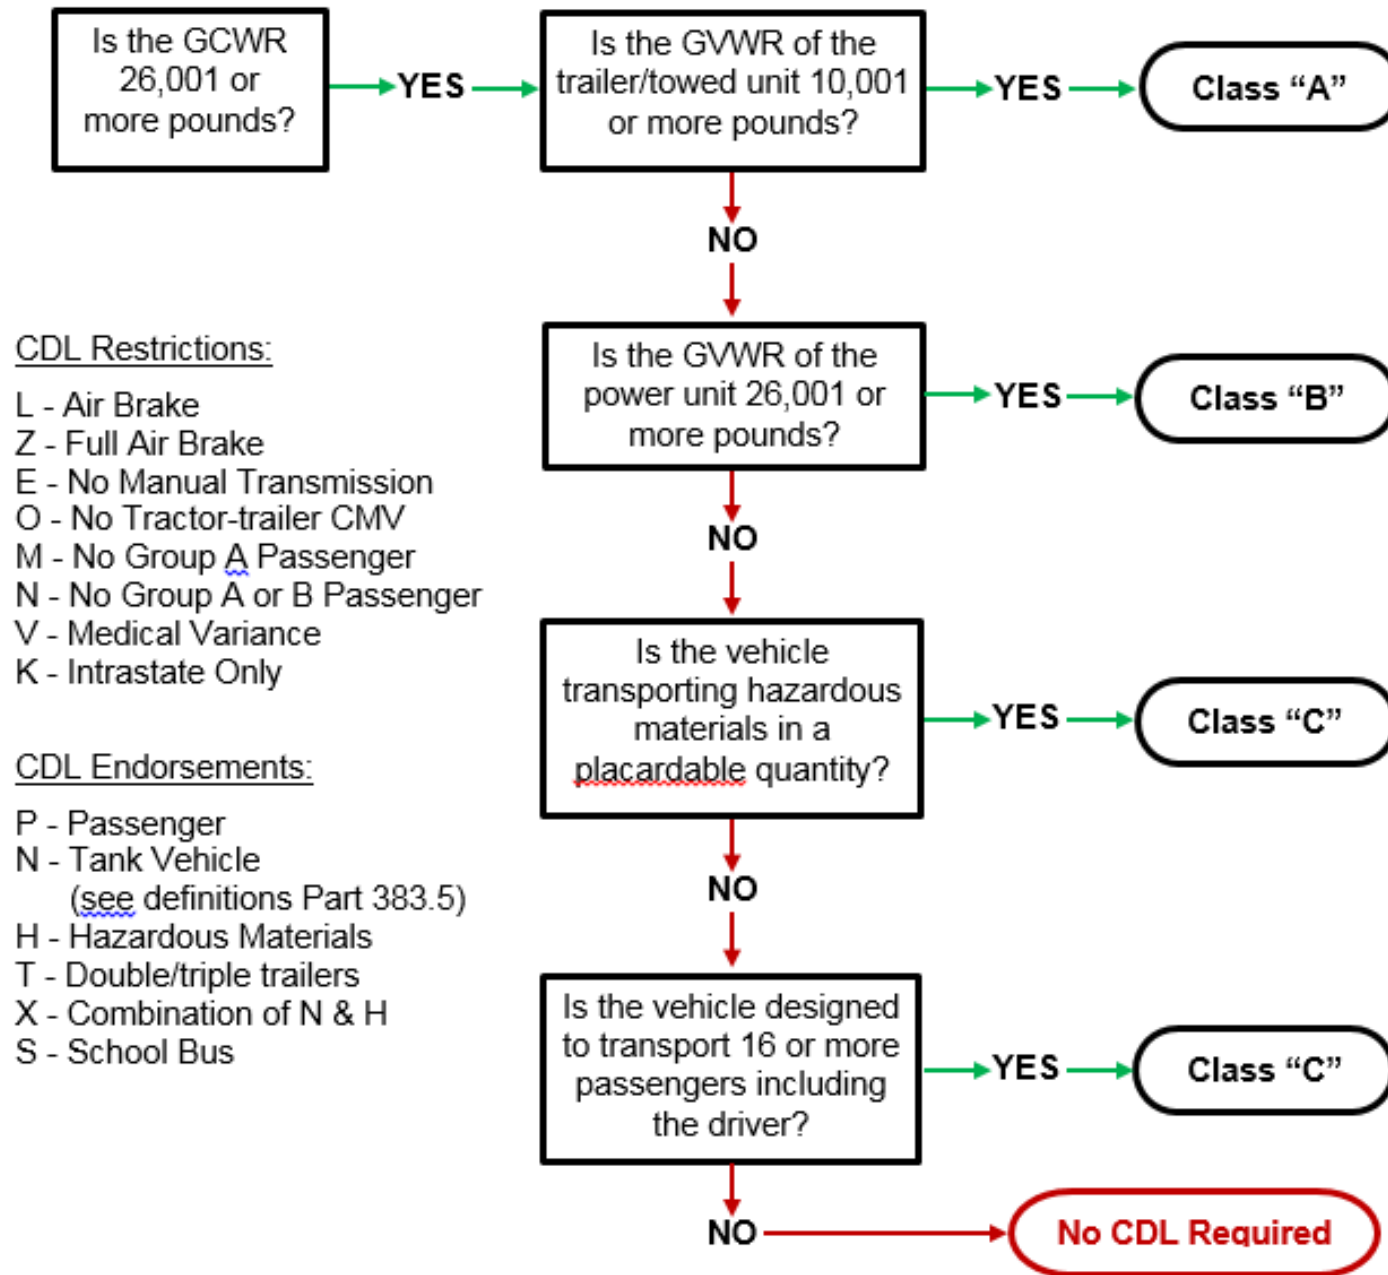 Is the GCWR
26,001 or
more pounds?
YES
Is the GVWR of the
trailer/towed unit 10,001
or more pounds?
YES
Class “A”
NO
Is the GVWR of the
power unit 26,001 or
more pounds?
YES
Class “B”
NO
Is the vehicle
transporting hazardous
materials in a
placardable quantity?
YES
Class “C”
NO
Is the vehicle designed
to transport 16 or more
passengers including
the driver?
YES
Class “C”
NO
No CDL Required
CDL Restrictions:
L - Air Brake
Z - Full Air Brake
E - No Manual Transmission
O - No Tractor-trailer CMV
M - No Group A Passenger
N - No Group A or B Passenger
V - Medical Variance
K - Intrastate Only
CDL Endorsements:
P - Passenger
N - Tank Vehicle
(see definitions Part 383.5)
H - Hazardous Materials
T - Double/triple trailers
X - Combination of N & H
S - School Bus